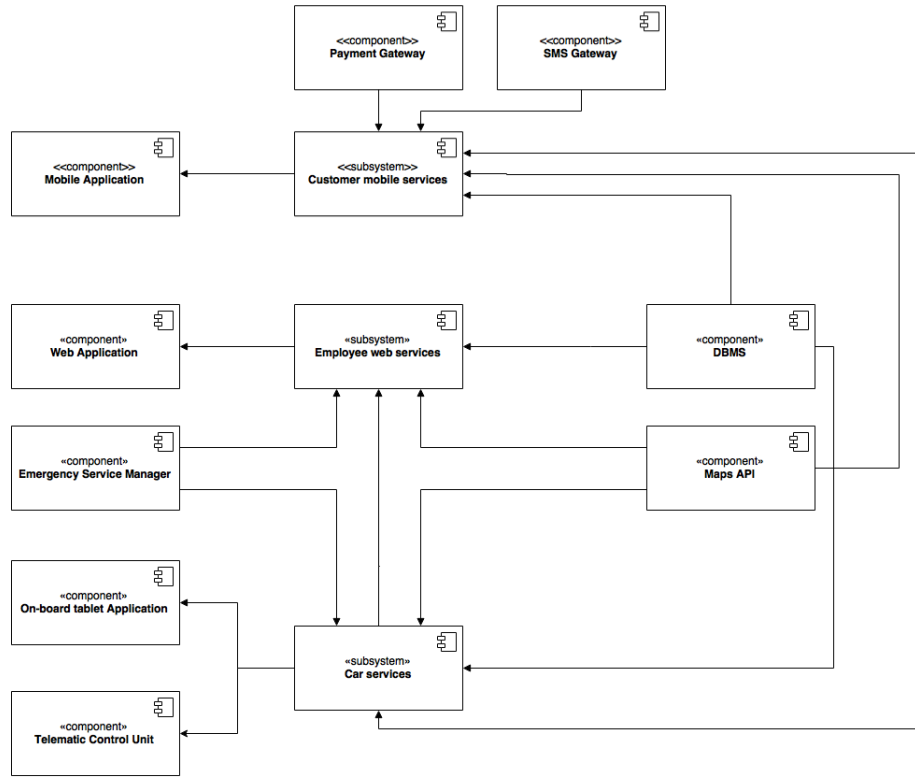 <<component>>
Payment Gateway
<<component>>
SMS Gateway
<<component>>
Mobile Application
<<subsystem>>
Customer mobile services
«component»
Web Application
«subsystem»
Employee web services
«component»
DBMS
«component»
Emergency Service Manager
«component»
Maps API
«component»
On-board tablet Application
«subsystem»
Car services
«component»
Telematic Control Unit